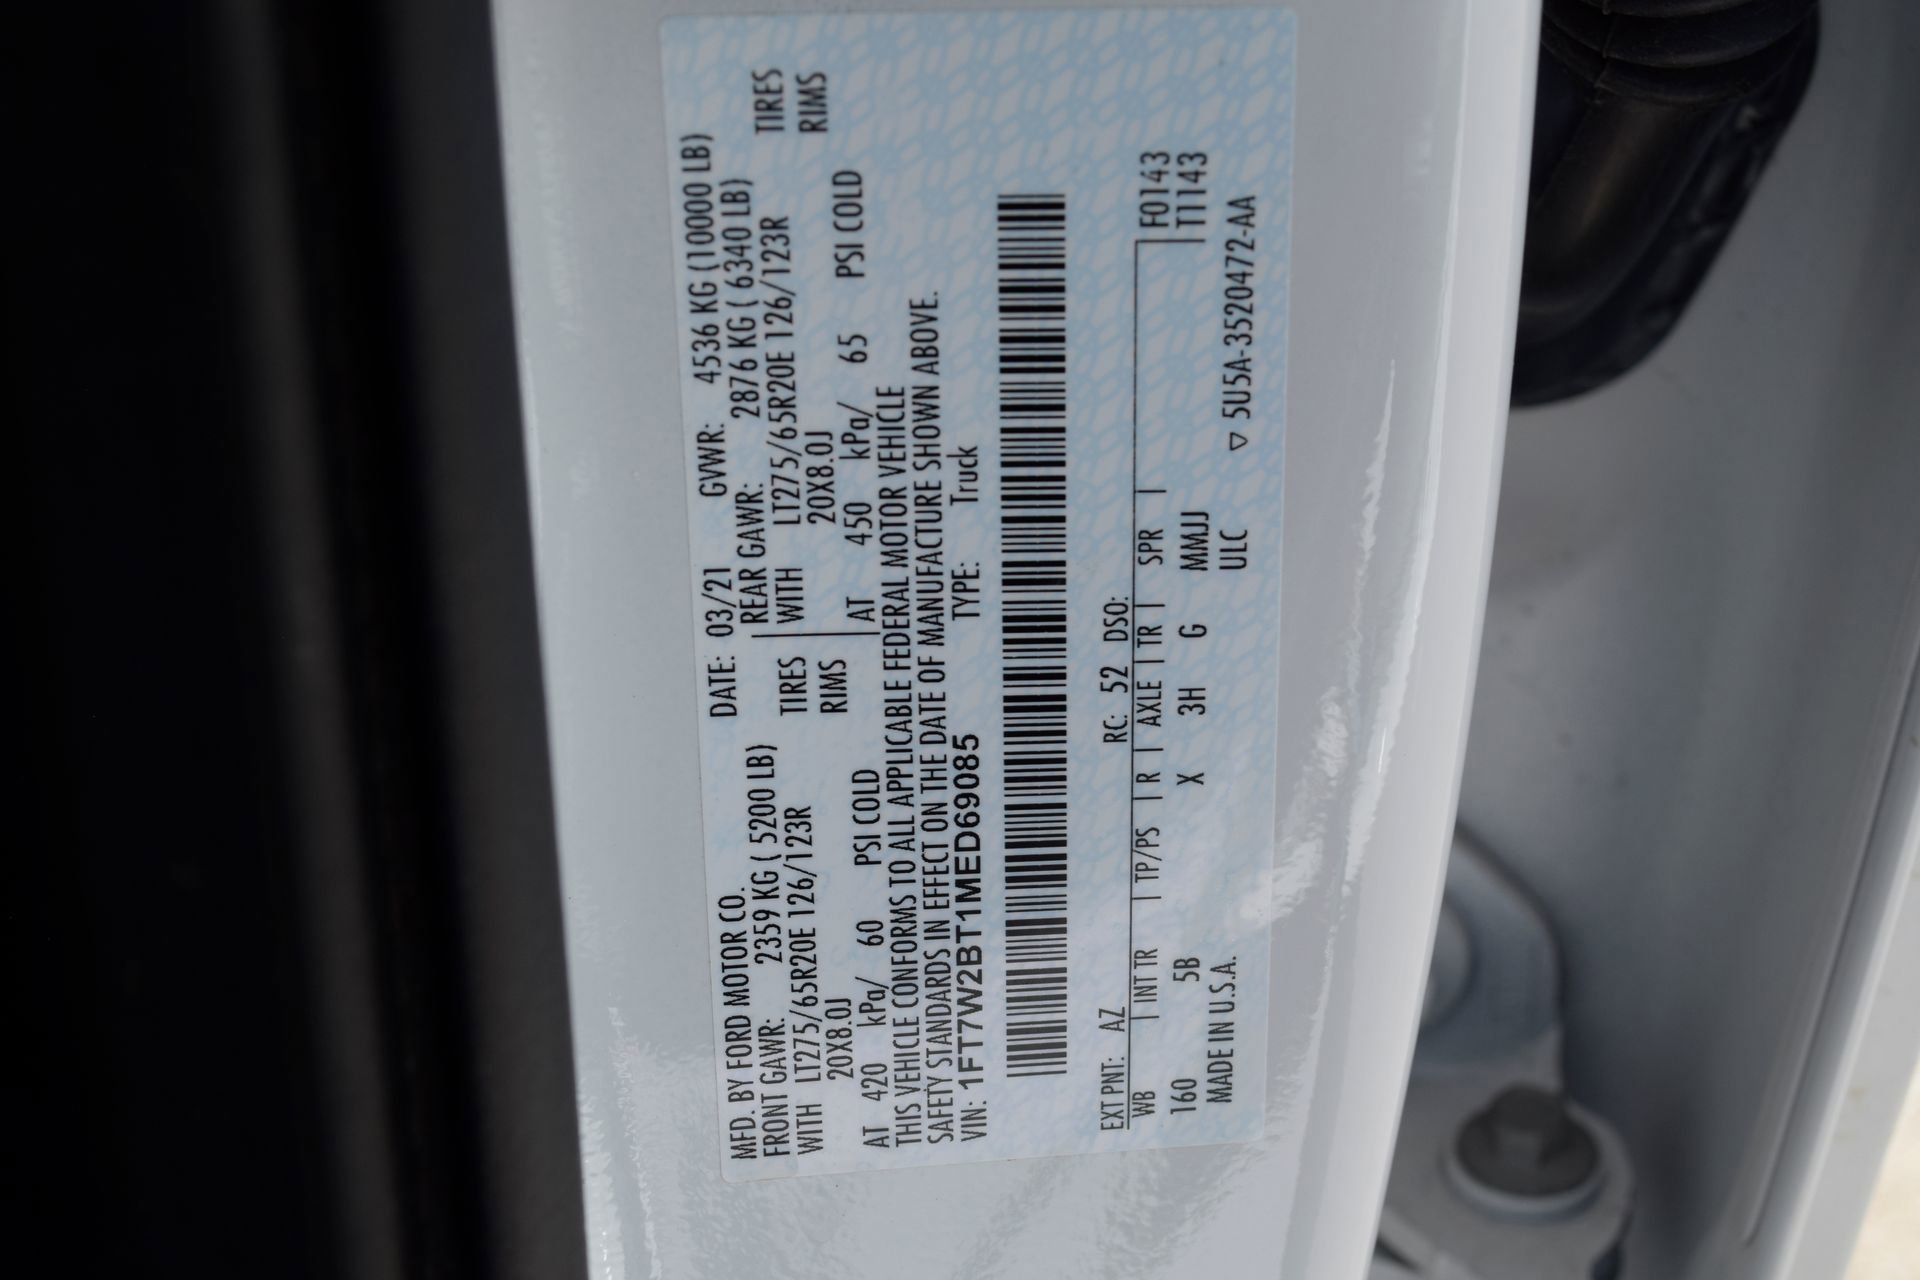 MFD. BY FORD MOTOR CO. DATE: 03/21 GVWR: 4536 KG (10000 LB)
FRONT GAWR: 2359 KG ( 5200 LB) REAR GAWR: 2876 KG ( 6340 LB)
WITH LT275/65R20E 126/123R TIRES WITH LT275/65R20E 126/123R TIRES
20X8.0J RIMS 20X8.0J RIMS
AT 420 kPa/ 60 PSI COLD AT 450 kPa/ 65 PSI COLD
THIS VEHICLE CONFORMS TO ALL APPLICABLE FEDERAL MOTOR VEHICLE
SAFETY STANDARDS IN EFFECT ON THE DATE OF MANUFACTURE SHOWN ABOVE.
VIN: 1FT7W2BT1MED69085 TYPE: Truck
EXT PNT: AZ RC: 52 DSO:
WB | INT TR | TP/PS | R | AXLE | TR | SPR | F0143
160 5B X 3H G MMJJ T1143
MADE IN U.S.A. ULC ▽ 5U5A-3520472-AA